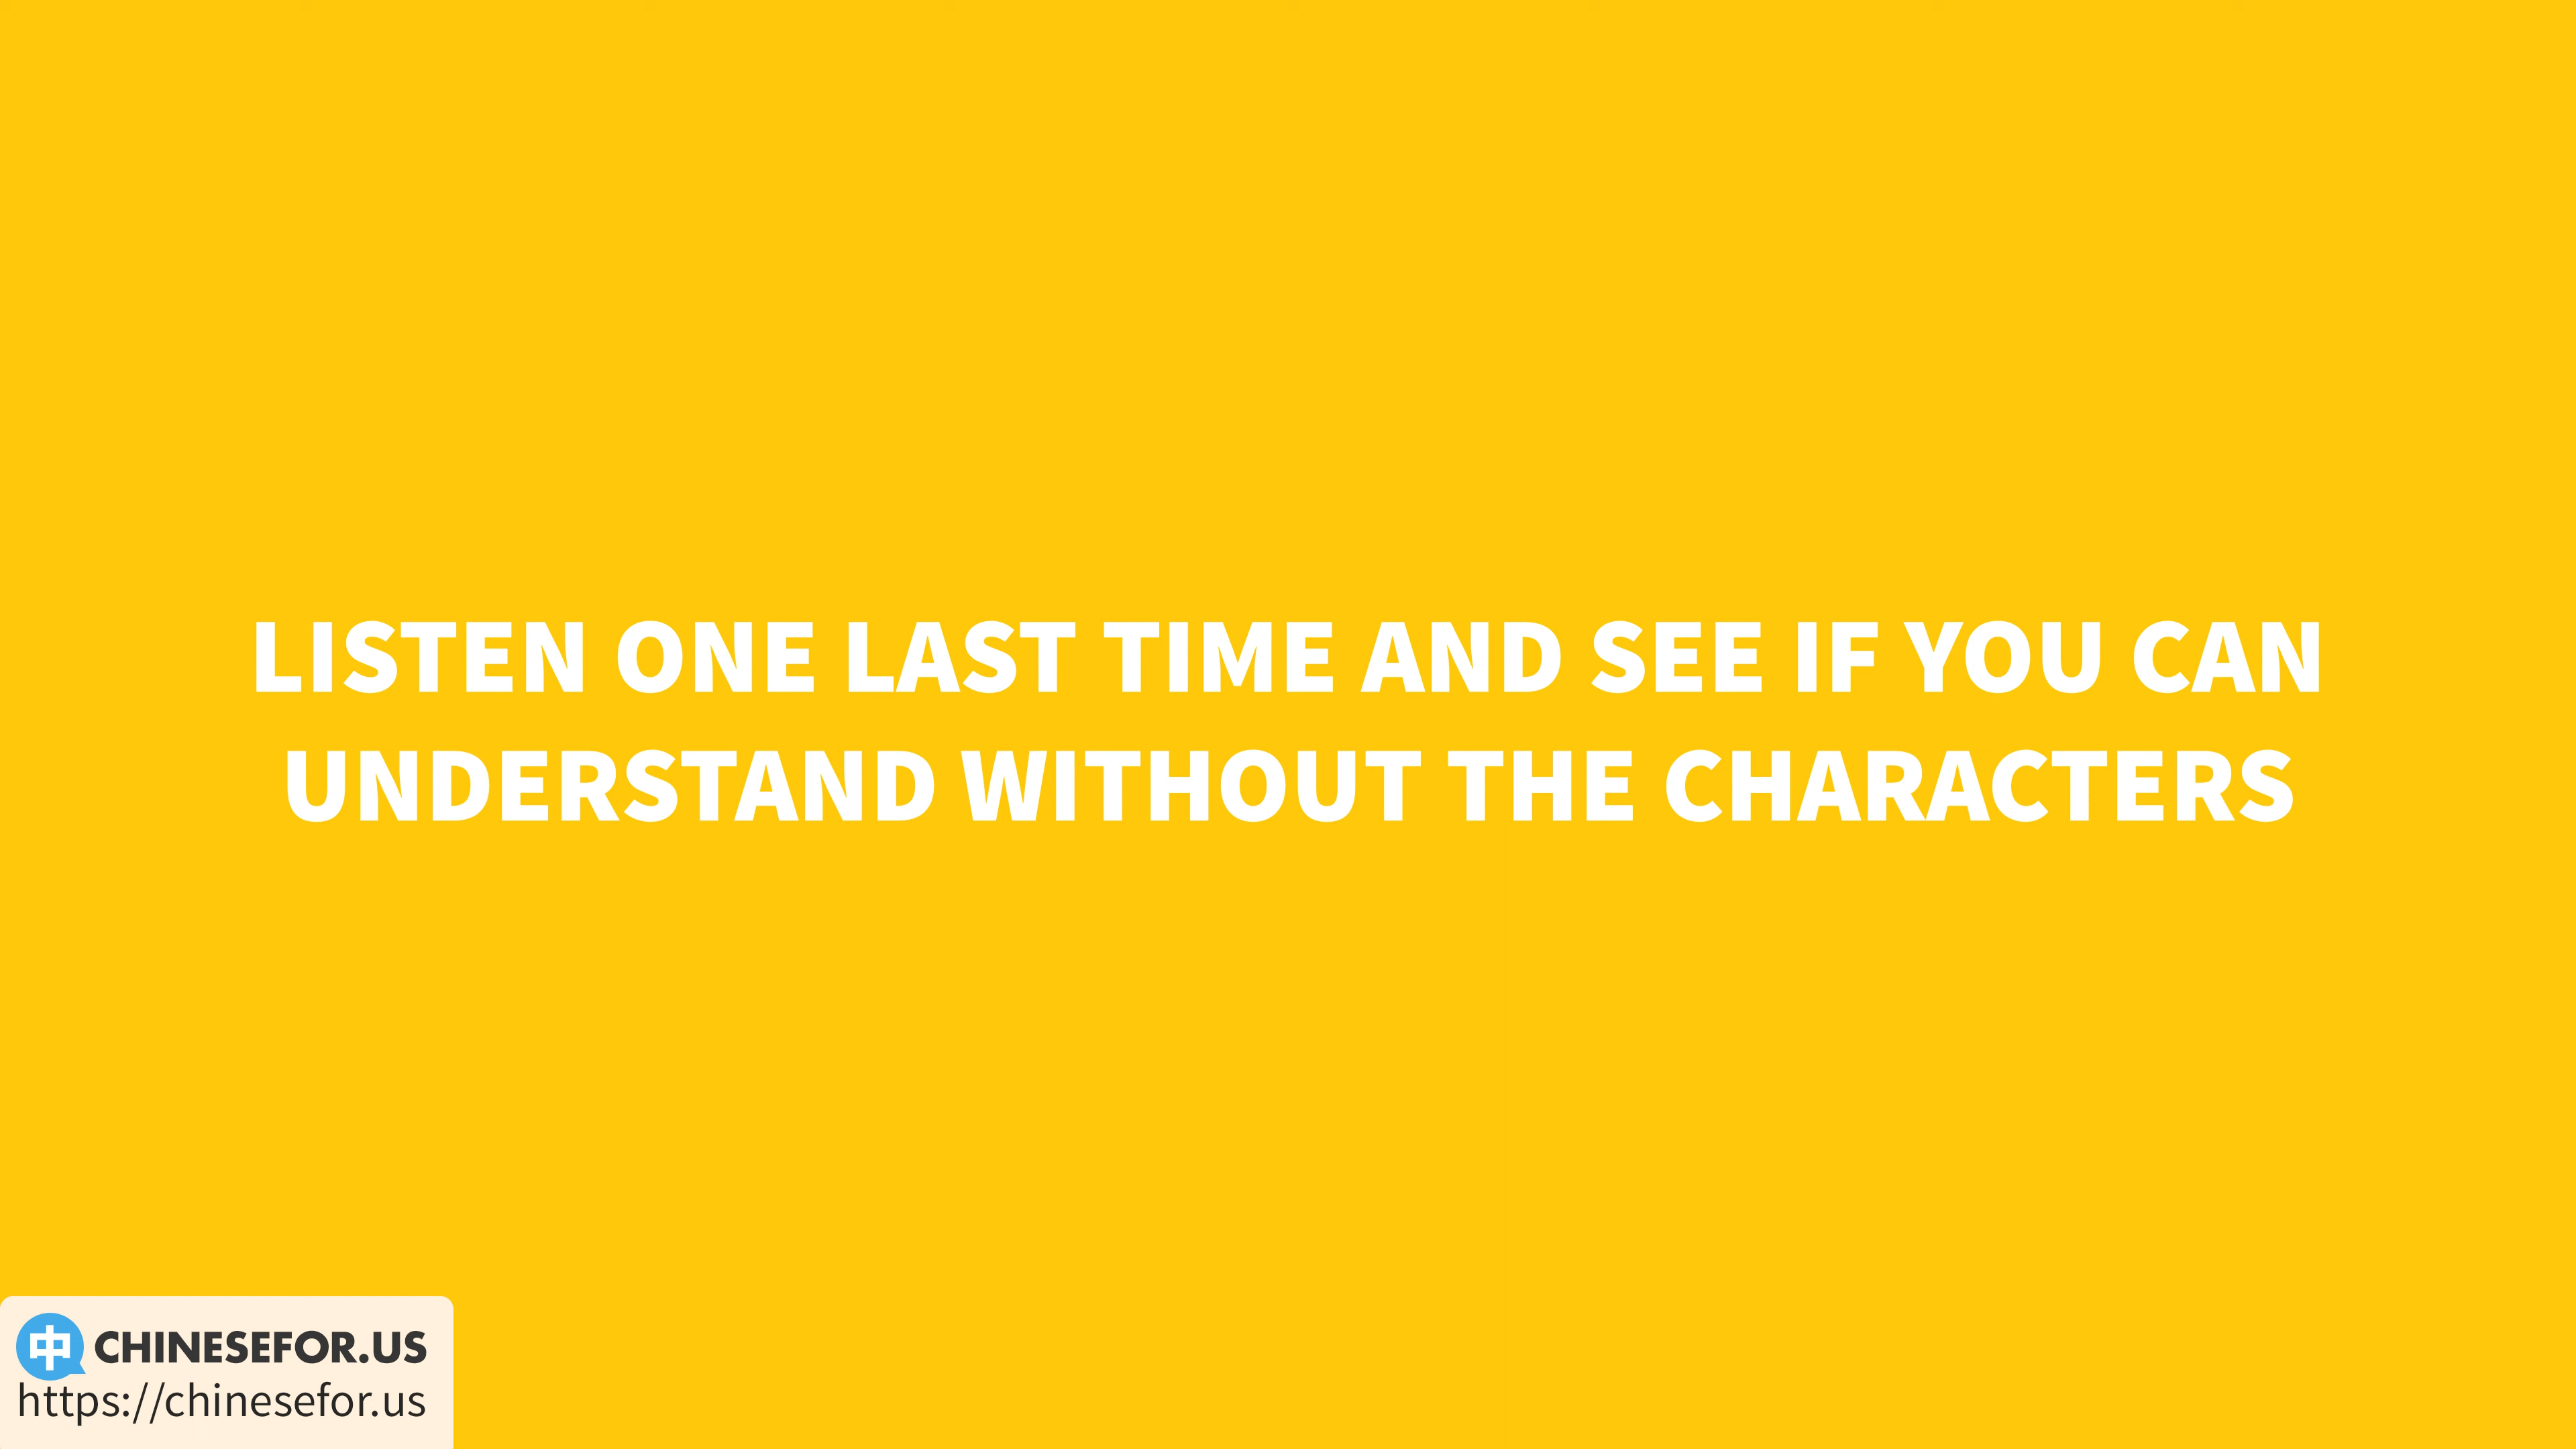 LISTEN ONE LAST TIME AND SEE IF YOU CAN
UNDERSTAND WITHOUT THE CHARACTERS
中 CHINESEFOR.US
https://chinesefor.us